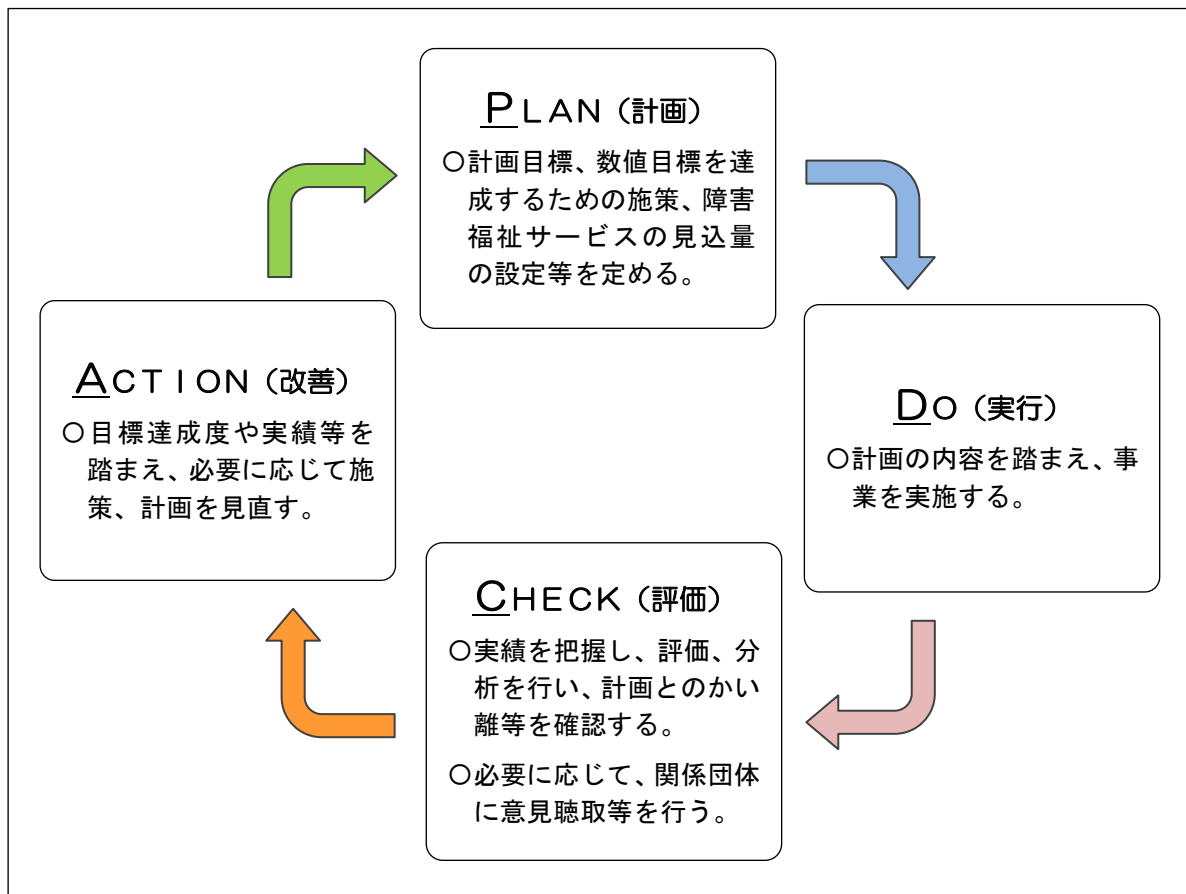 ＰＬＡＮ（計画）
○計画目標、数値目標を達
成するための施策、障害
福祉サービスの見込量
の設定等を定める。
ＤＯ（実行）
○計画の内容を踏まえ、事
業を実施する。
ＣＨＥＣＫ（評価）
○実績を把握し、評価、分
析を行い、計画とのかい
離等を確認する。
○必要に応じて、関係団体
に意見聴取等を行う。
ＡＣＴＩＯＮ（改善）
○目標達成度や実績等を
踏まえ、必要に応じて施
策、計画を見直す。